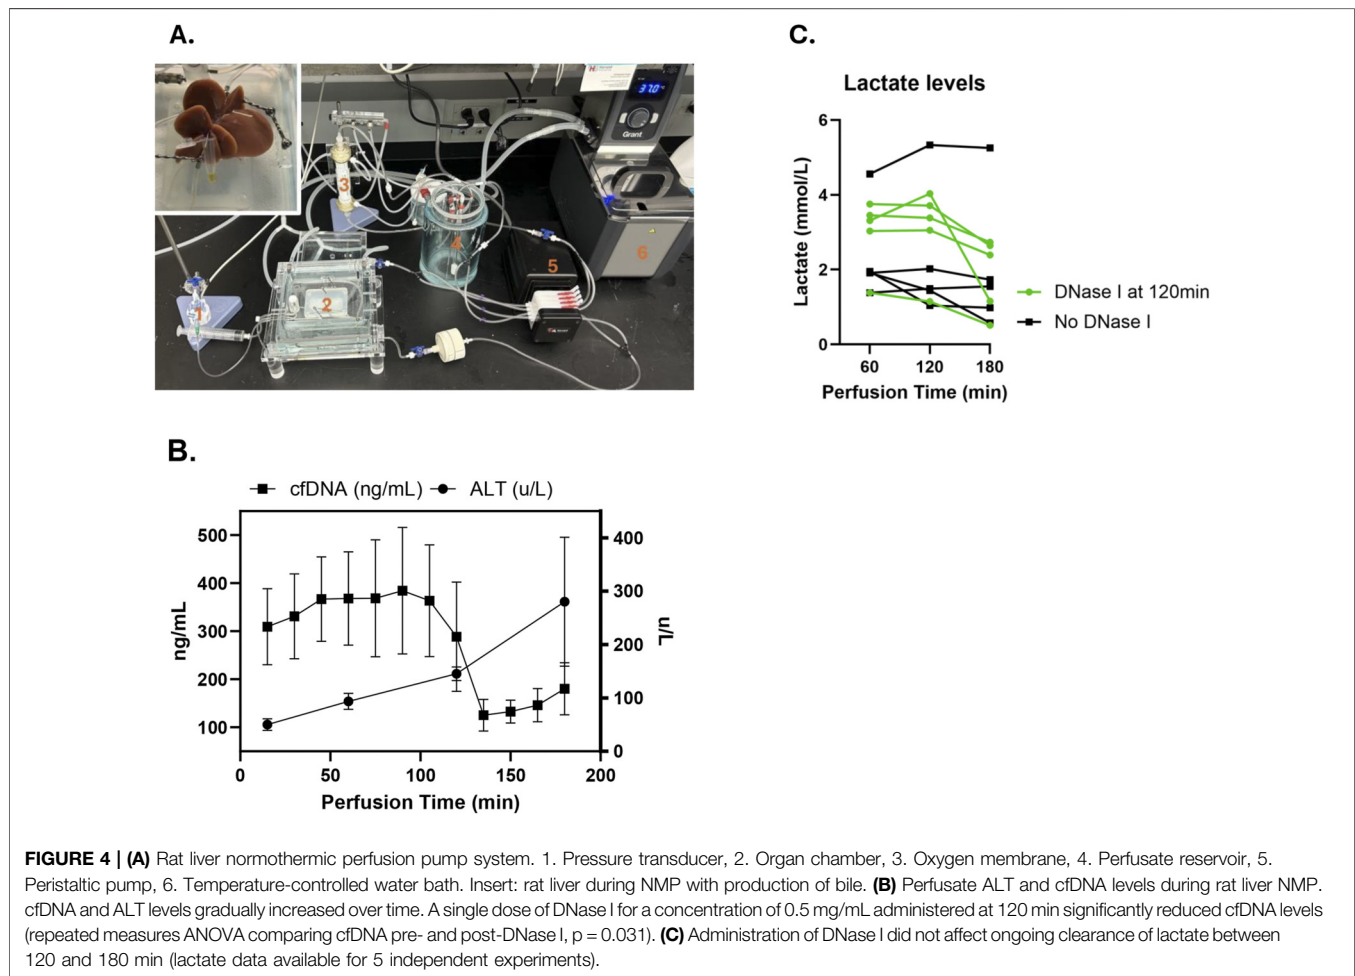 A.
37.0
Grant
1
2
3
4
5
6
C.
Lactate levels
Lactate (mmol/L)
6
4
2
0
60 120 180
Perfusion Time (min)
DNase I at 120min
No DNase I
B.
cfDNA (ng/mL) ALT (u/L)
ng/mL
500
400
300
200
100
u/L
400
300
200
100
0
0 50 100 150 200
Perfusion Time (min)
FIGURE 4 | (A) Rat liver normothermic perfusion pump system. 1. Pressure transducer, 2. Organ chamber, 3. Oxygen membrane, 4. Perfusate reservoir, 5.
Peristaltic pump, 6. Temperature-controlled water bath. Insert: rat liver during NMP with production of bile. (B) Perfusate ALT and cfDNA levels during rat liver NMP.
cfDNA and ALT levels gradually increased over time. A single dose of DNase I for a concentration of 0.5 mg/mL administered at 120 min significantly reduced cfDNA levels
(repeated measures ANOVA comparing cfDNA pre- and post-DNase I, p = 0.031). (C) Administration of DNase I did not affect ongoing clearance of lactate between
120 and 180 min (lactate data available for 5 independent experiments).